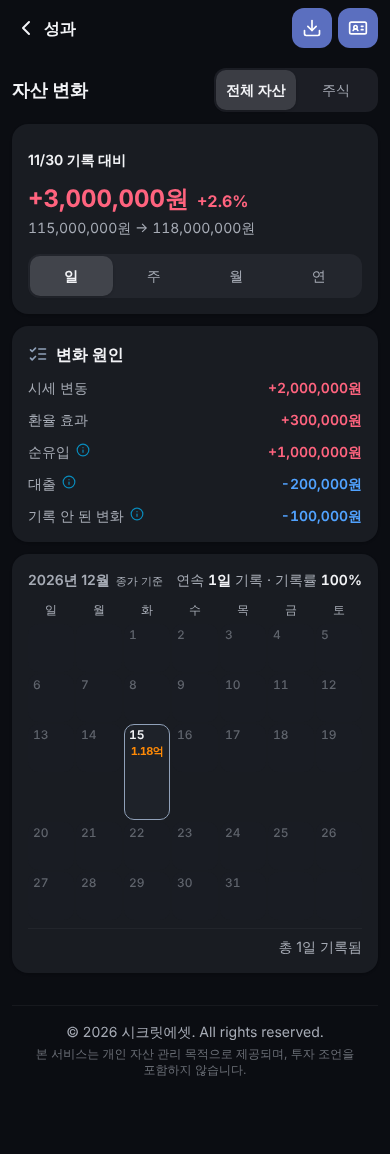 성과
자산 변화
전체 자산
주식
11/30 기록 대비
+3,000,000원 +2.6%
115,000,000원 → 118,000,000원
일 주 월 연
변화 원인
시세 변동 +2,000,000원
환율 효과 +300,000원
순유입 +1,000,000원
대출 -200,000원
기록 안 된 변화 -100,000원
2026년 12월 종가 기준 연속 1일 기록 · 기록률 100%
일 월 화 수 목 금 토
1 2 3 4 5
6 7 8 9 10 11 12
13 14 15 16 17 18 19
1.18억
20 21 22 23 24 25 26
27 28 29 30 31
총 1일 기록됨
© 2026 시크릿에셋. All rights reserved.
본 서비스는 개인 자산 관리 목적으로 제공되며, 투자 조언을
포함하지 않습니다.